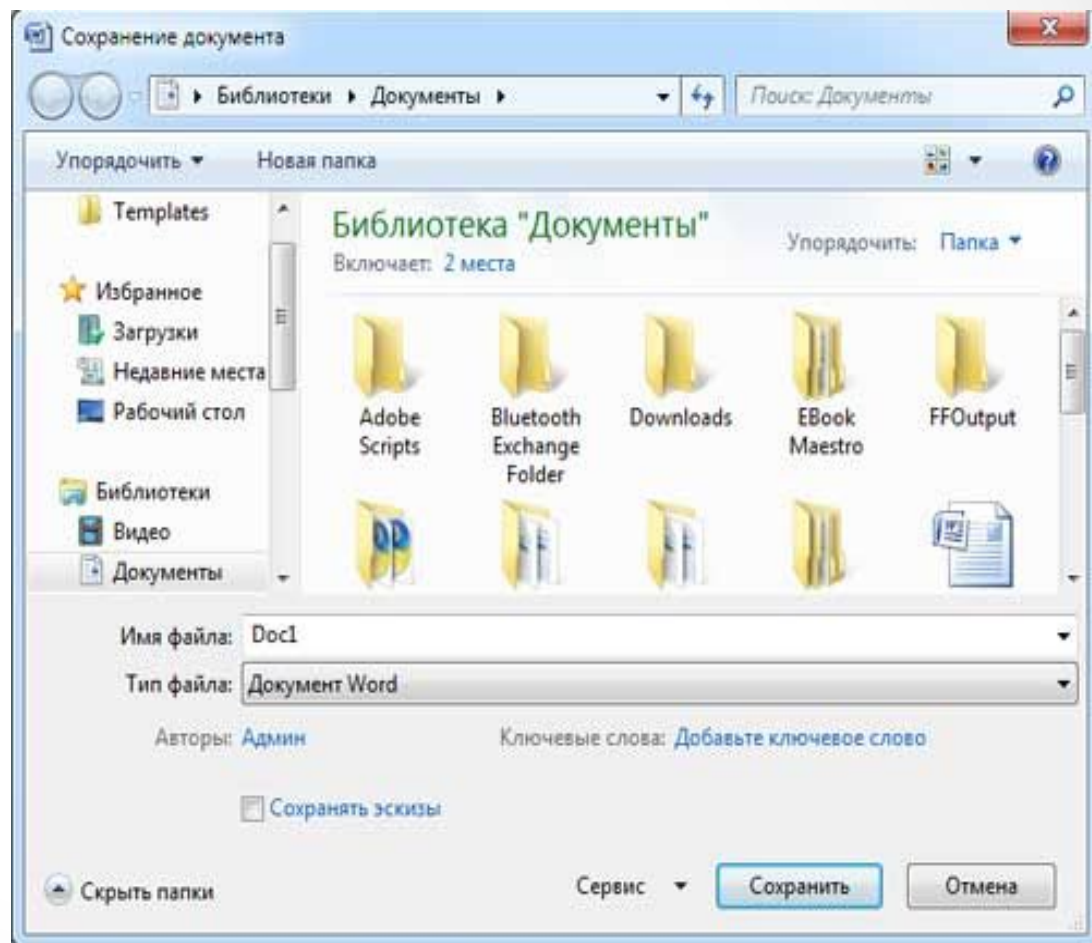 Сохранение документа
Библиотеки Документы
Поиск: Документы
Упорядочить Новая папка
Templates
Избранное
Загрузки
Недавние места
Рабочий стол
Библиотеки
Видео
Документы
Библиотека "Документы"
Включает: 2 места
Упорядочить: Папка
Adobe
Scripts
Bluetooth
Exchange
Folder
Downloads
EBook
Maestro
FFOutput
Имя файла: Doc1
Тип файла: Документ Word
Авторы: Админ
Ключевые слова: Добавьте ключевое слово
Сохранять эскизы
Скрыть папки
Сервис
Сохранить
Отмена